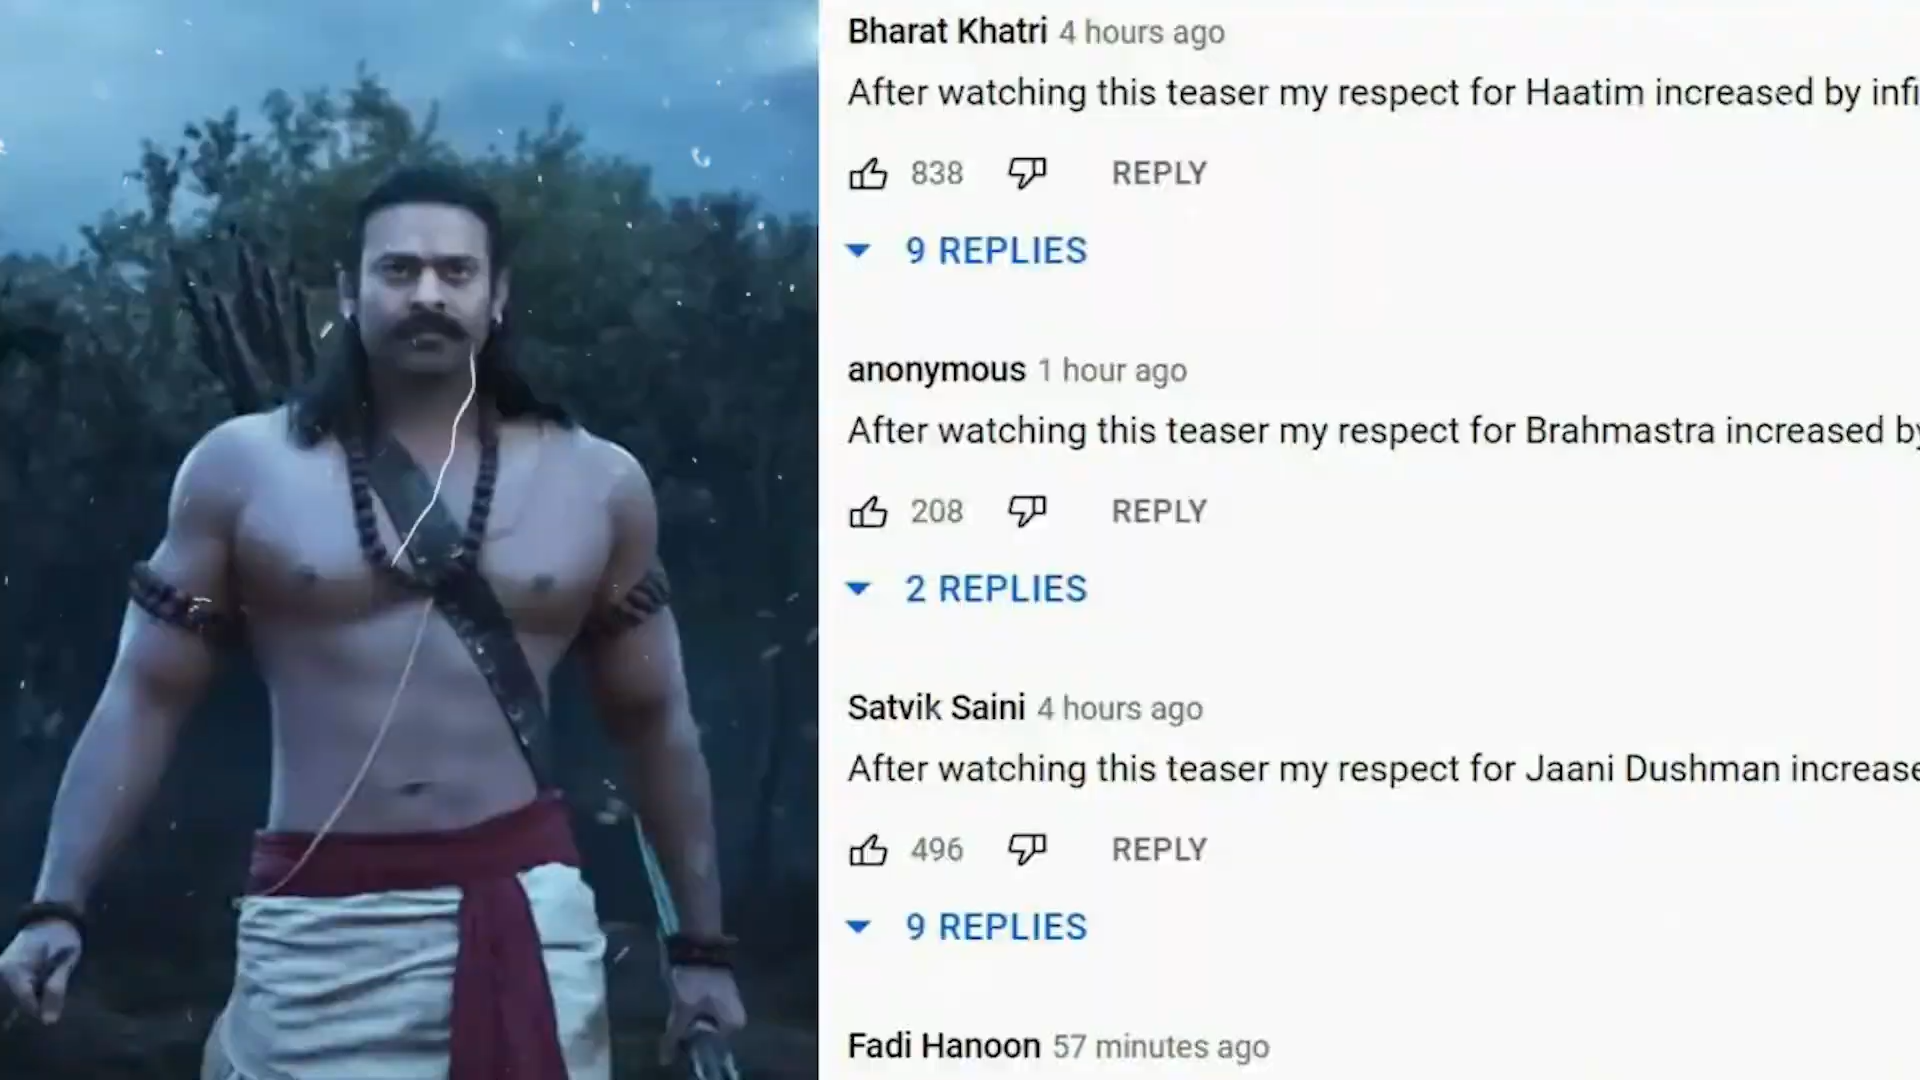 Bharat Khatri 4 hours ago
After watching this teaser my respect for Haatim increased by infi
838 REPLY
9 REPLIES
anonymous 1 hour ago
After watching this teaser my respect for Brahmastra increased by
208 REPLY
2 REPLIES
Satvik Saini 4 hours ago
After watching this teaser my respect for Jaani Dushman increase
496 REPLY
9 REPLIES
Fadi Hanoon 57 minutes ago